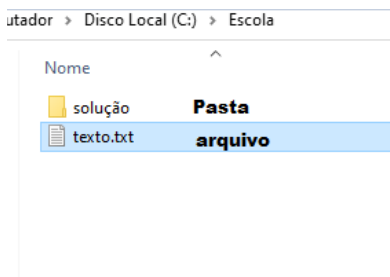 utador > Disco Local (C:) > Escola
Nome
solução Pasta
texto.txt arquivo